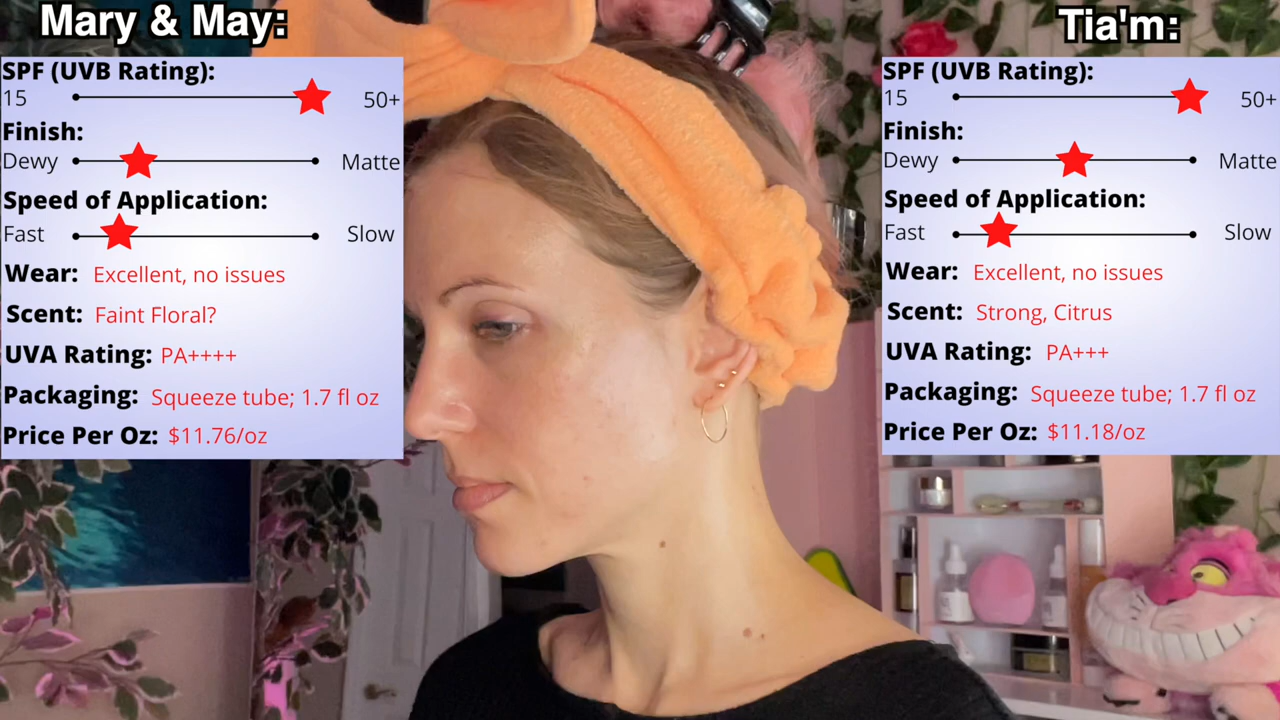 Mary & May:
SPF (UVB Rating):
15 50+
Finish:
Dewy Matte
Speed of Application:
Fast Slow
Wear: Excellent, no issues
Scent: Faint Floral?
UVA Rating: PA++++
Packaging: Squeeze tube; 1.7 fl oz
Price Per Oz: $11.76/oz
Tia'm:
SPF (UVB Rating):
15 50+
Finish:
Dewy Matte
Speed of Application:
Fast Slow
Wear: Excellent, no issues
Scent: Strong, Citrus
UVA Rating: PA+++
Packaging: Squeeze tube; 1.7 fl oz
Price Per Oz: $11.18/oz